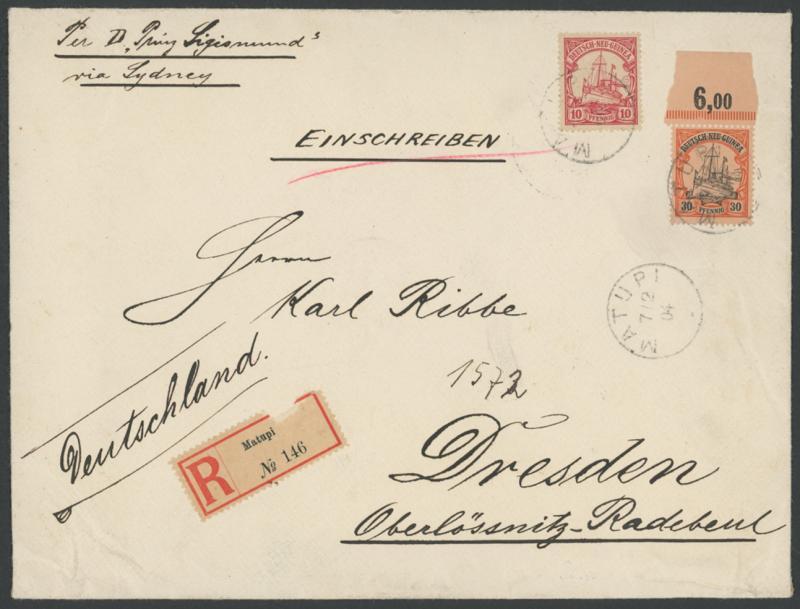 Per D „Prinz Sigismund“
via Sydney
EINSCHREIBEN
DEUTSCH-NEU-GUINEA
10 PFENNIG 10
6,00
DEUTSCH-NEU-GUINEA
30 PFENNIG 30
MATUPI
7/12
04
Herrn
Karl Ribbe
1572
Deutschland.
R
Matupi
№ 146
Dresden
Oberlössnitz-Radebeul